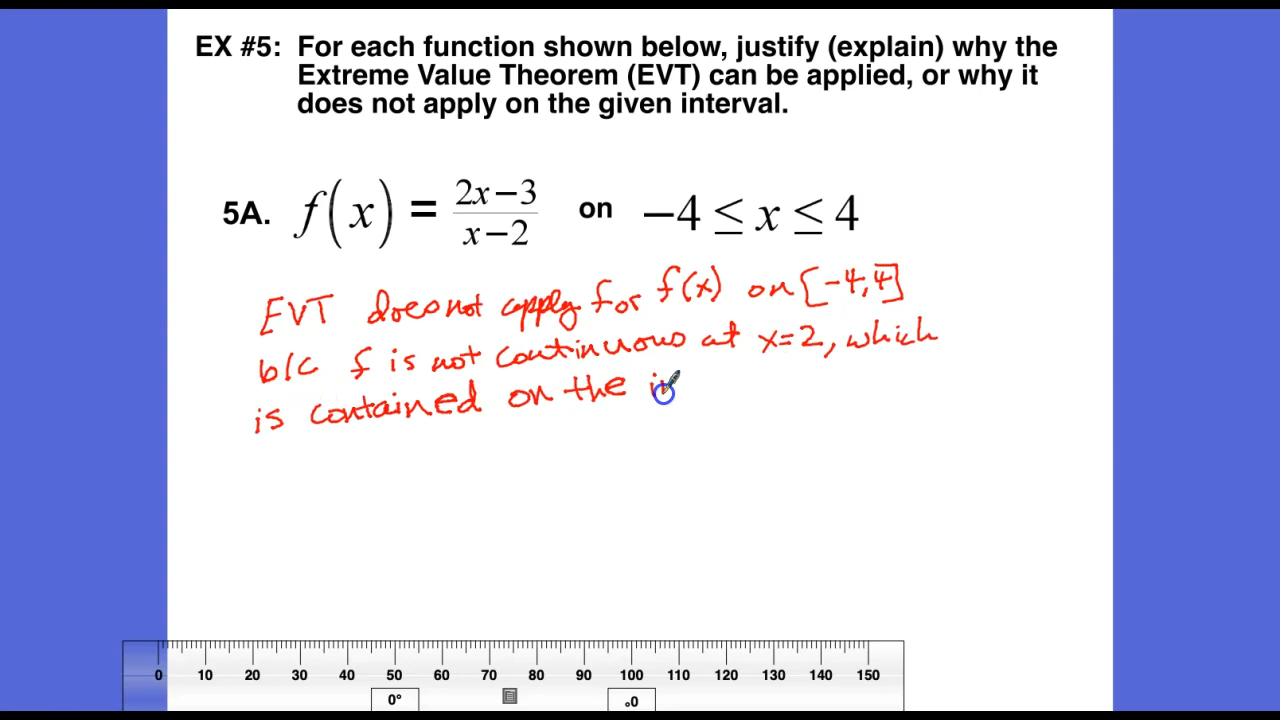 EX #5: For each function shown below, justify (explain) why the
Extreme Value Theorem (EVT) can be applied, or why it
does not apply on the given interval.
5A. f(x) = (2x−3)/(x−2) on −4 ≤ x ≤ 4
EVT does not apply for f(x) on [-4,4]
b/c f is not continuous at x=2, which
is contained on the i
0 10 20 30 40 50 60 70 80 90 100 110 120 130 140 150
0° 0°